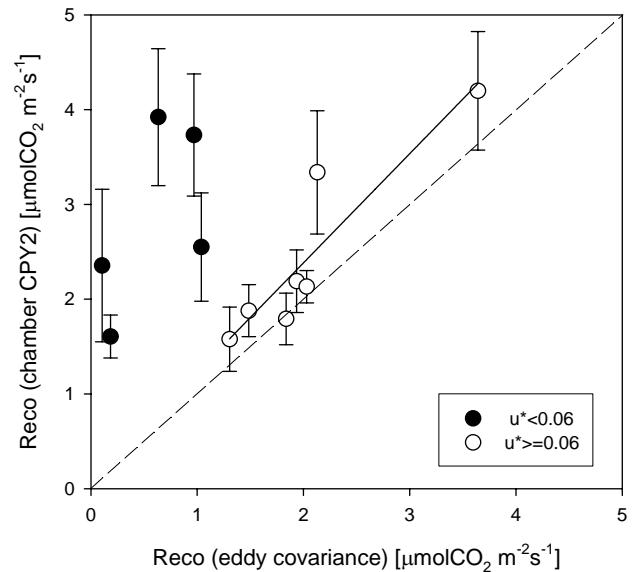 5
4
3
2
1
0
Reco (chamber CPY2) [μmolCO₂ m⁻²s⁻¹]
u*<0.06
u*>=0.06
0 1 2 3 4 5
Reco (eddy covariance) [μmolCO₂ m⁻²s⁻¹]